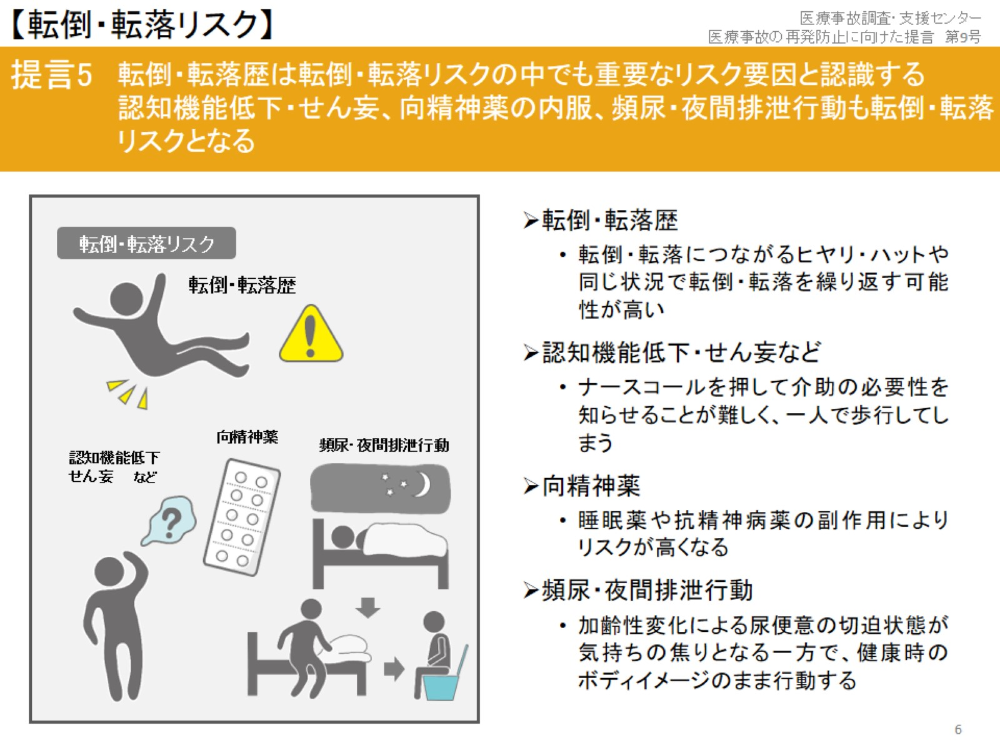 【転倒・転落リスク】
医療事故調査・支援センター
医療事故の再発防止に向けた提言 第9号
提言5 転倒・転落歴は転倒・転落リスクの中でも重要なリスク要因と認識する
認知機能低下・せん妄、向精神薬の内服、頻尿・夜間排泄行動も転倒・転落
リスクとなる
転倒・転落リスク
転倒・転落歴
認知機能低下
せん妄 など
?
向精神薬
頻尿・夜間排泄行動
➢転倒・転落歴
• 転倒・転落につながるヒヤリ・ハットや
同じ状況で転倒・転落を繰り返す可能
性が高い
➢認知機能低下・せん妄など
• ナースコールを押して介助の必要性を
知らせることが難しく、一人で歩行してし
まう
➢向精神薬
• 睡眠薬や抗精神病薬の副作用により
リスクが高くなる
➢頻尿・夜間排泄行動
• 加齢性変化による尿便意の切迫状態が
気持ちの焦りとなる一方で、健康時の
ボディイメージのまま行動する
6